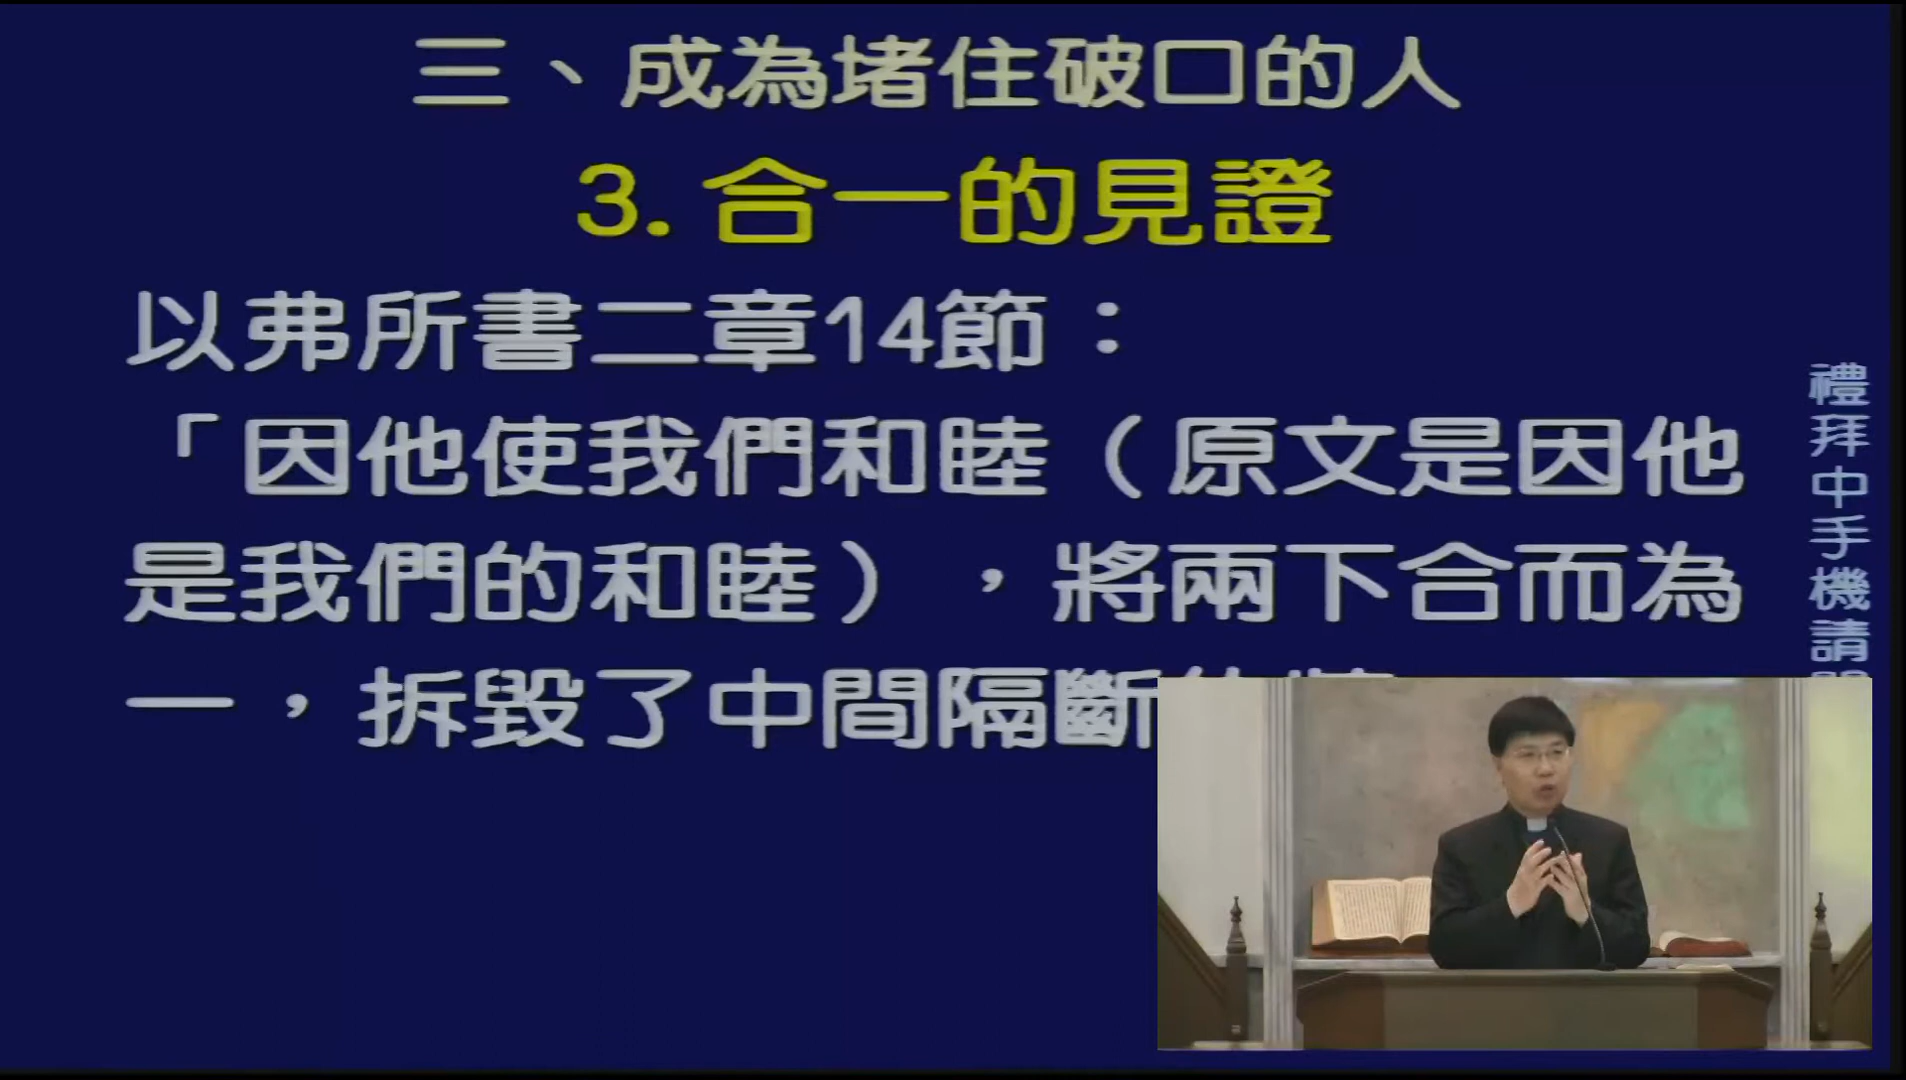 三、成為堵住破口的人
3. 合一的見證
以弗所書二章14節：
「因他使我們和睦（原文是因他
是我們的和睦），將兩下合而為
一，拆毀了中間隔斷
禮拜中手機請